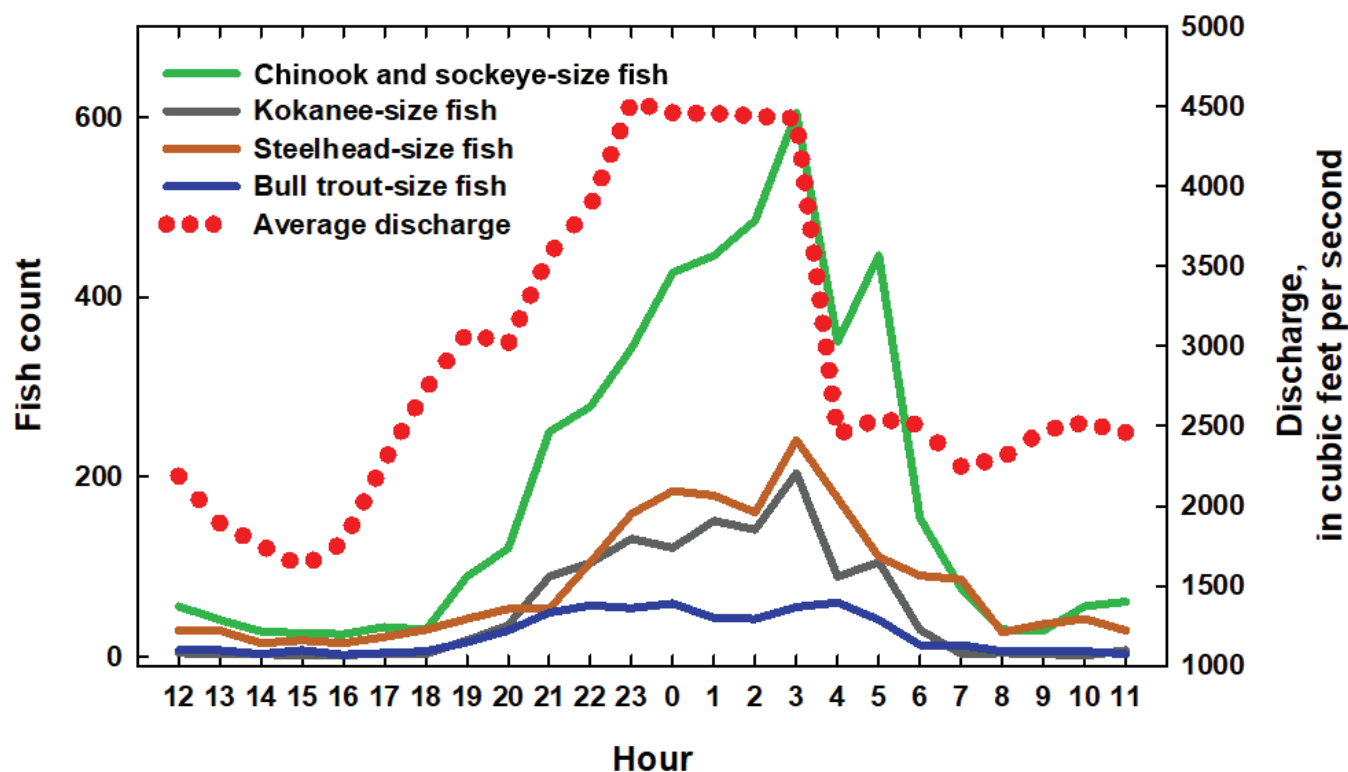 Chinook and sockeye-size fish
Kokanee-size fish
Steelhead-size fish
Bull trout-size fish
Average discharge
Fish count
600
400
200
0
5000
4500
4000
3500
3000
2500
2000
1500
1000
Discharge,
in cubic feet per second
12 13 14 15 16 17 18 19 20 21 22 23 0 1 2 3 4 5 6 7 8 9 10 11
Hour